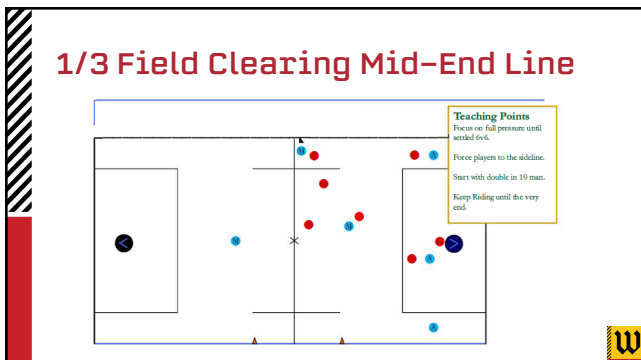 1/3 Field Clearing Mid-End Line
Teaching Points
Focus on full pressure until
settled 6v6.
Force players to the sideline.
Start with double in 10 man.
Keep Riding until the very
end.
M
A
M
M
A
A
W